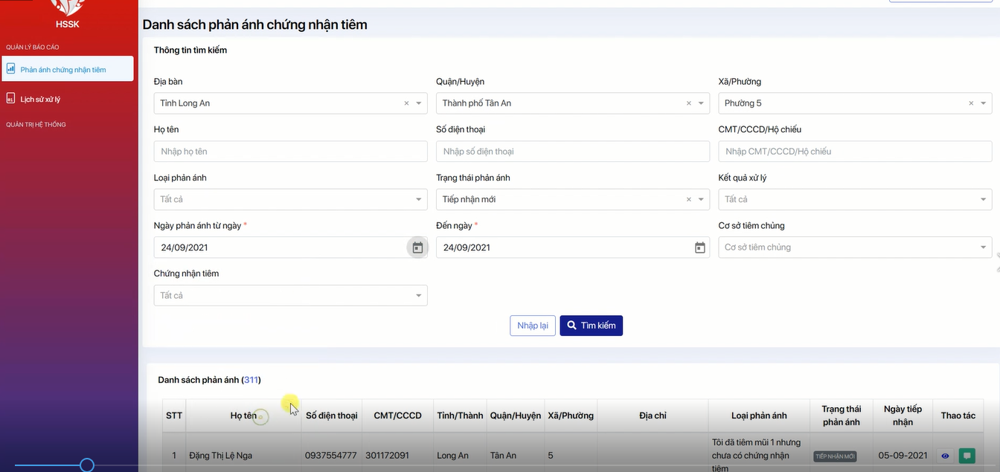 HSSK
QUẢN LÝ BÁO CÁO
Phản ánh chứng nhận tiêm
Lịch sử xử lý
QUẢN TRỊ HỆ THỐNG
Danh sách phản ánh chứng nhận tiêm
Thông tin tìm kiếm
Địa bàn Quận/Huyện Xã/Phường
Tỉnh Long An × Thành phố Tân An × Phường 5 ×
Họ tên Số điện thoại CMT/CCCD/Hộ chiếu
Nhập họ tên Nhập số điện thoại Nhập CMT/CCCD/Hộ chiếu
Loại phản ánh Trạng thái phản ánh Kết quả xử lý
Tất cả Tiếp nhận mới × Tất cả
Ngày phản ánh từ ngày * Đến ngày * Cơ sở tiêm chủng
24/09/2021 24/09/2021 Cơ sở tiêm chủng
Chứng nhận tiêm
Tất cả
Nhập lại Tìm kiếm
Danh sách phản ánh (311)
STT Họ tên Số điện thoại CMT/CCCD Tỉnh/Thành Quận/Huyện Xã/Phường Địa chỉ Loại phản ánh Trạng thái phản ánh Ngày tiếp nhận Thao tác
1 Đặng Thị Lệ Nga 0937554777 301172091 Long An Tân An 5 Tôi đã tiêm mũi 1 nhưng chưa có chứng nhận tiêm TIẾP NHẬN MỚI 05-09-2021